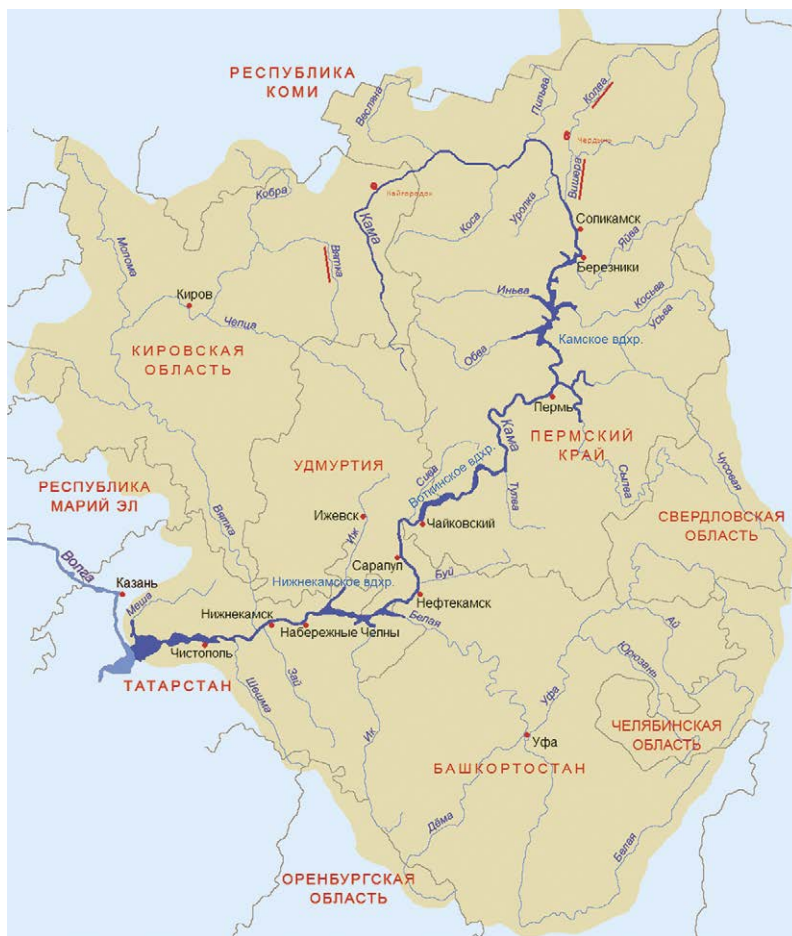 РЕСПУБЛИКА
КОМИ
Весляна
Пильва
Колва
Чердынь
Вишера
Кайгородок
Кобра
Кама
Коса
Уролка
Соликамск
Яйва
Березники
Молома
Вятка
Киров
Чепца
Иньва
Косьва
Усьва
Обва
Камское вдхр.
КИРОВСКАЯ
ОБЛАСТЬ
Пермь
Кама
ПЕРМСКИЙ
КРАЙ
УДМУРТИЯ
Сива
Воткинское вдхр.
Тулва
Сылва
Чусовая
РЕСПУБЛИКА
МАРИЙ ЭЛ
Вятка
Ижевск
Иж
Чайковский
СВЕРДЛОВСКАЯ
ОБЛАСТЬ
Волга
Казань
Меша
Сарапул
Буй
Нижнекамское вдхр.
Нефтекамск
Нижнекамск
Набережные Челны
Белая
Чистополь
ТАТАРСТАН
Шешма
Зай
Ик
Ай
Юрюзань
Уфа
ЧЕЛЯБИНСКАЯ
ОБЛАСТЬ
Уфа
БАШКОРТОСТАН
Дёма
Белая
ОРЕНБУРГСКАЯ
ОБЛАСТЬ